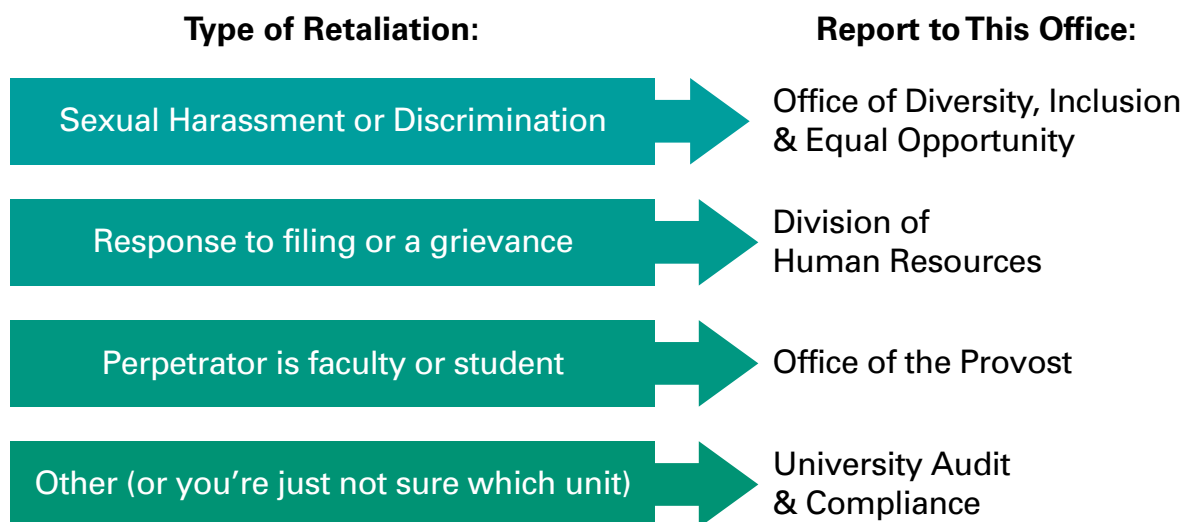 Type of Retaliation:
Report to This Office:
Sexual Harassment or Discrimination
Office of Diversity, Inclusion
& Equal Opportunity
Response to filing or a grievance
Division of
Human Resources
Perpetrator is faculty or student
Office of the Provost
Other (or you’re just not sure which unit)
University Audit
& Compliance